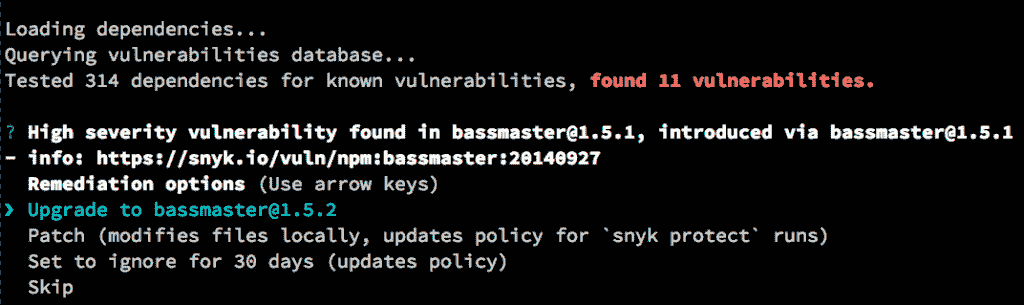 Loading dependencies...
Querying vulnerabilities database...
Tested 314 dependencies for known vulnerabilities, found 11 vulnerabilities.
? High severity vulnerability found in bassmaster@1.5.1, introduced via bassmaster@1.5.1
- info: https://snyk.io/vuln/npm:bassmaster:20140927
Remediation options (Use arrow keys)
❯ Upgrade to bassmaster@1.5.2
Patch (modifies files locally, updates policy for `snyk protect` runs)
Set to ignore for 30 days (updates policy)
Skip